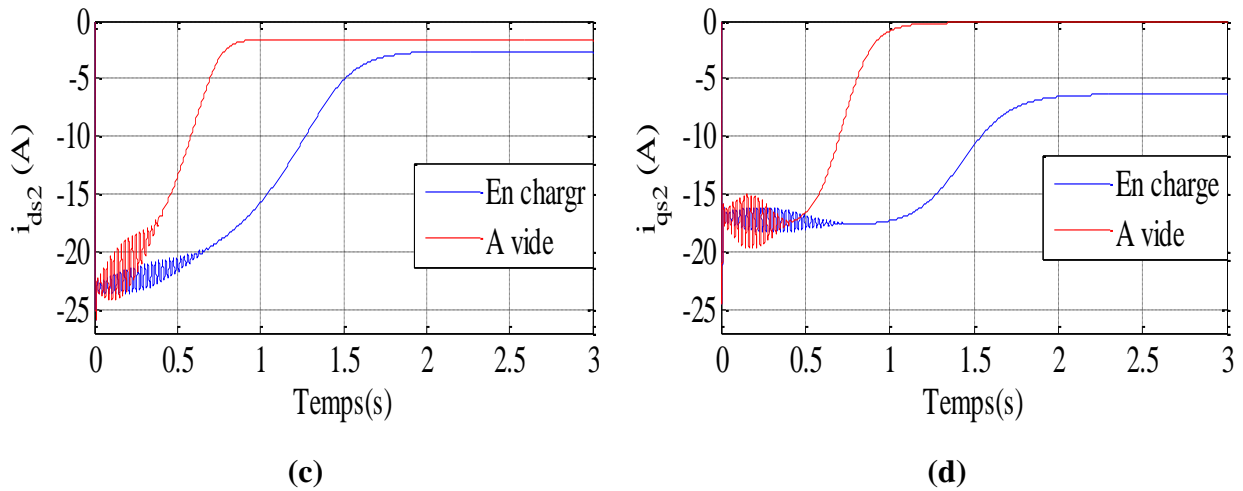 0
-5
-10
-15
-20
-25
i_ds2 (A)
En chargr
A vide
0 0.5 1 1.5 2 2.5 3
Temps(s)
(c)
0
-5
-10
-15
-20
-25
i_qs2 (A)
En charge
A vide
0 0.5 1 1.5 2 2.5 3
Temps(s)
(d)